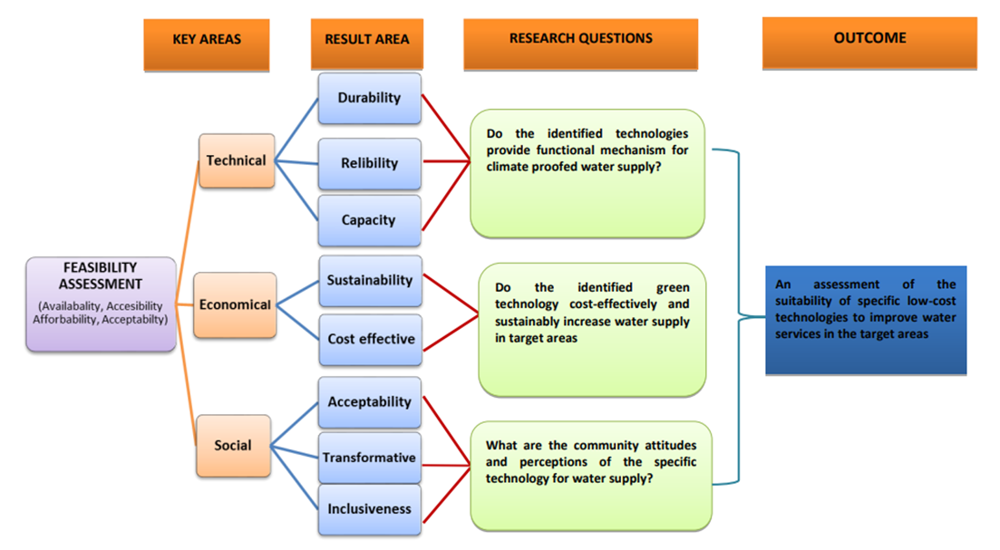 KEY AREAS
RESULT AREA
RESEARCH QUESTIONS
OUTCOME
FEASIBILITY
ASSESSMENT
(Availabality, Accesibility
Afforbability, Acceptabilty)
Technical
Economical
Social
Durability
Relibility
Capacity
Sustainability
Cost effective
Acceptability
Transformative
Inclusiveness
Do the identified technologies
provide functional mechanism for
climate proofed water supply?
Do the identified green
technology cost-effectively and
sustainably increase water supply
in target areas
What are the community attitudes
and perceptions of the specific
technology for water supply?
An assessment of the
suitability of specific low-cost
technologies to improve water
services in the target areas